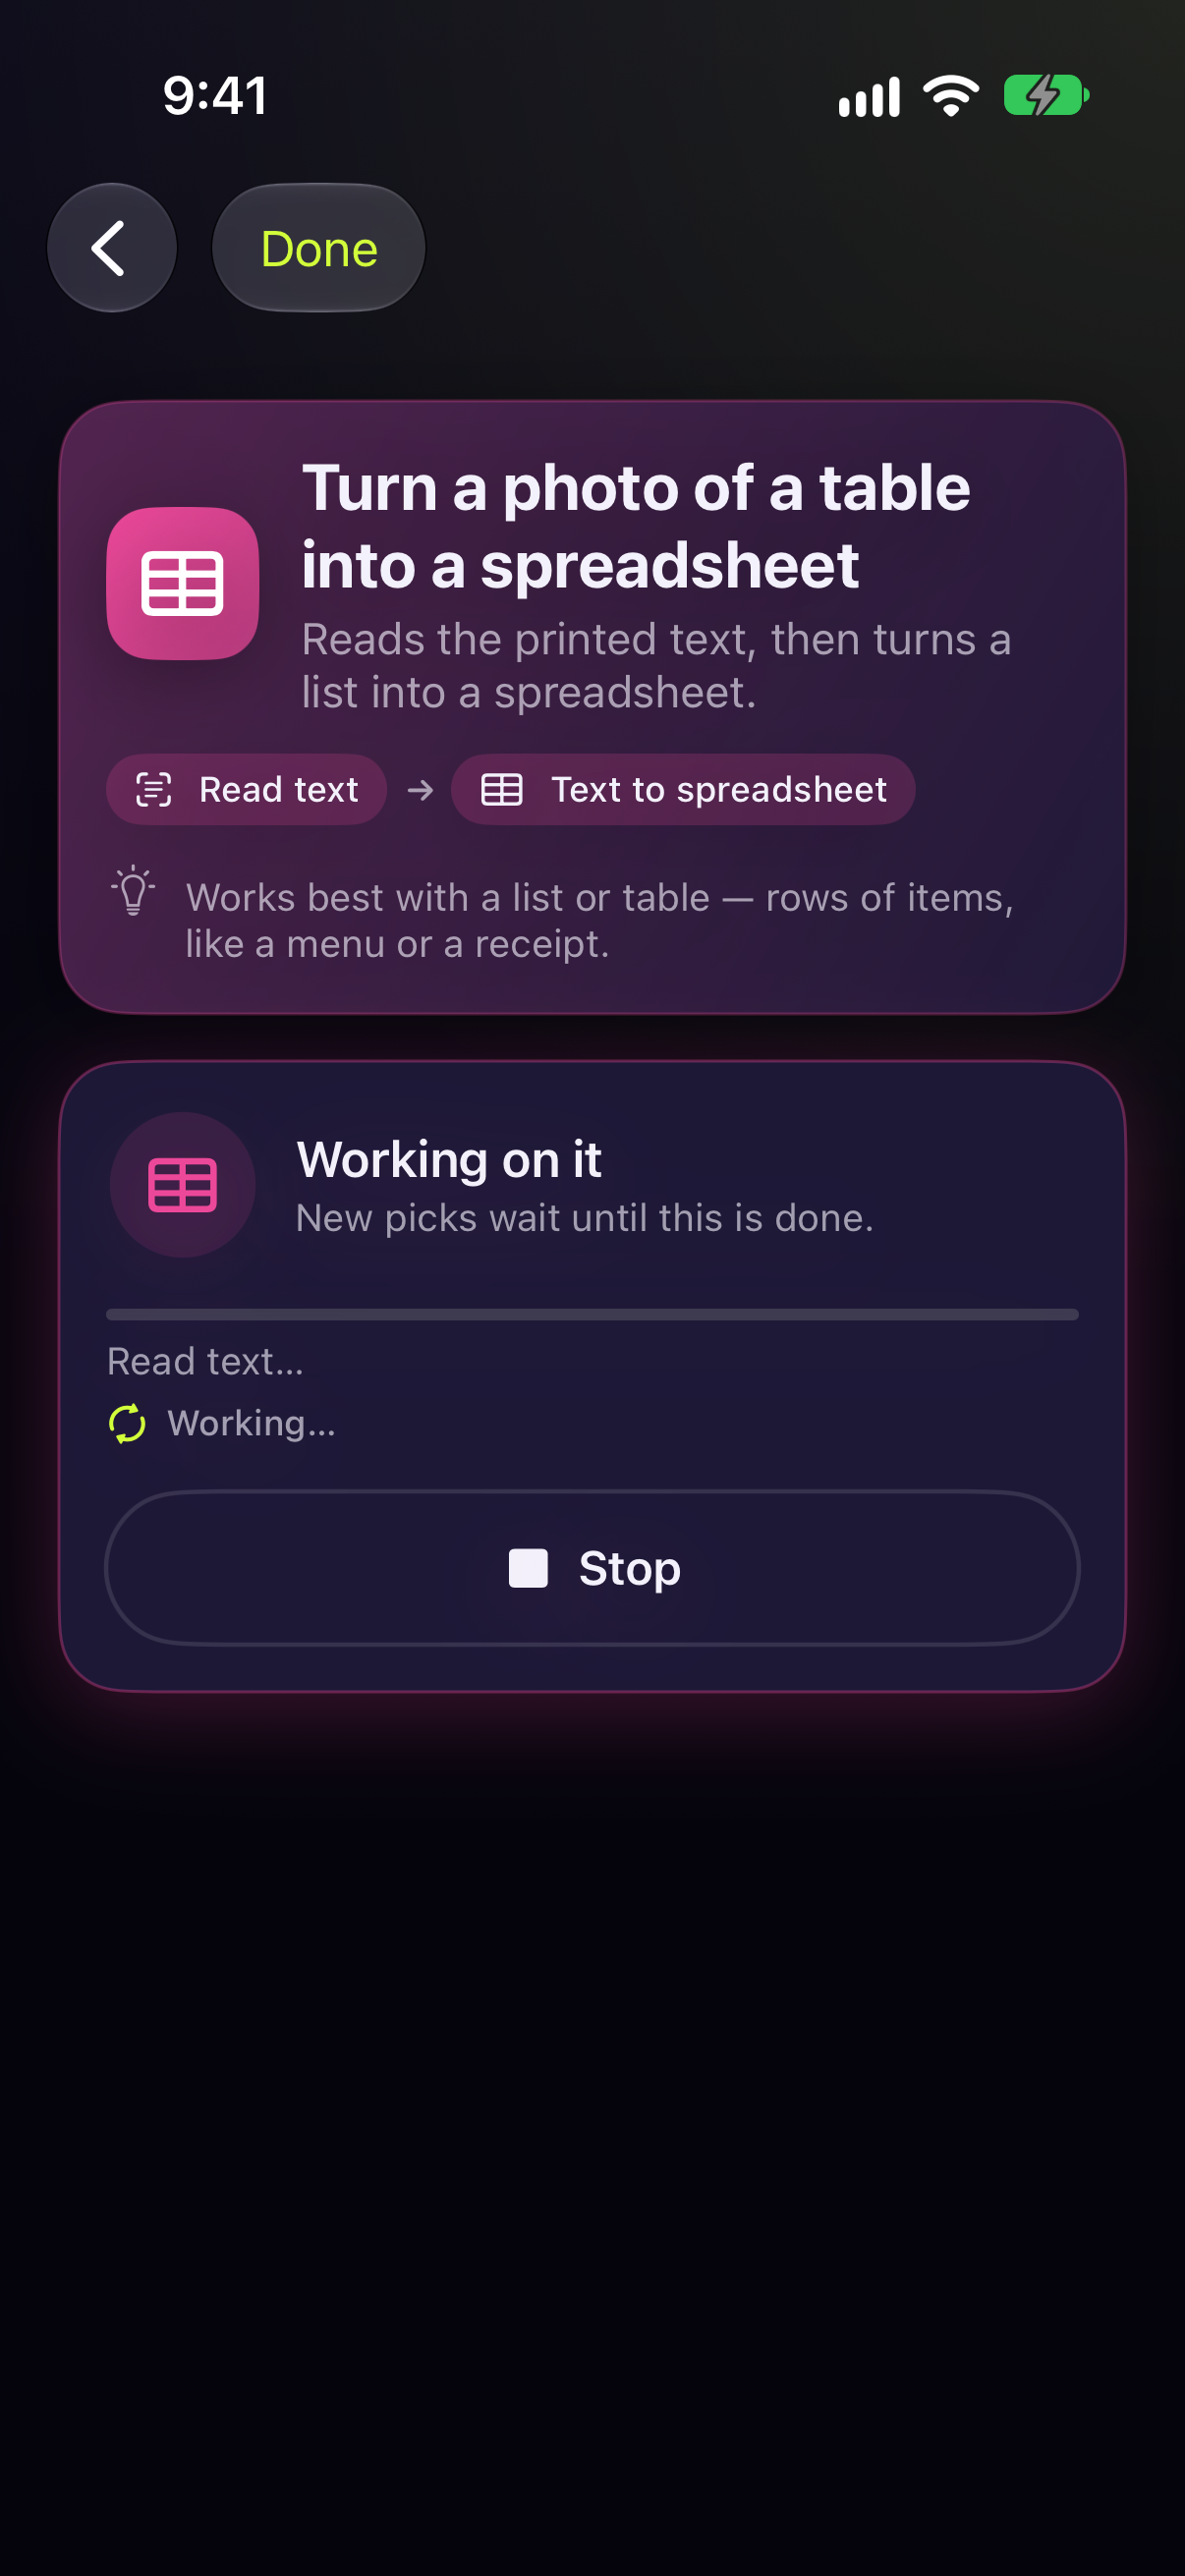 9:41
Done
Turn a photo of a table
into a spreadsheet
Reads the printed text, then turns a
list into a spreadsheet.
Read text → Text to spreadsheet
Works best with a list or table — rows of items,
like a menu or a receipt.
Working on it
New picks wait until this is done.
Read text...
Working...
Stop